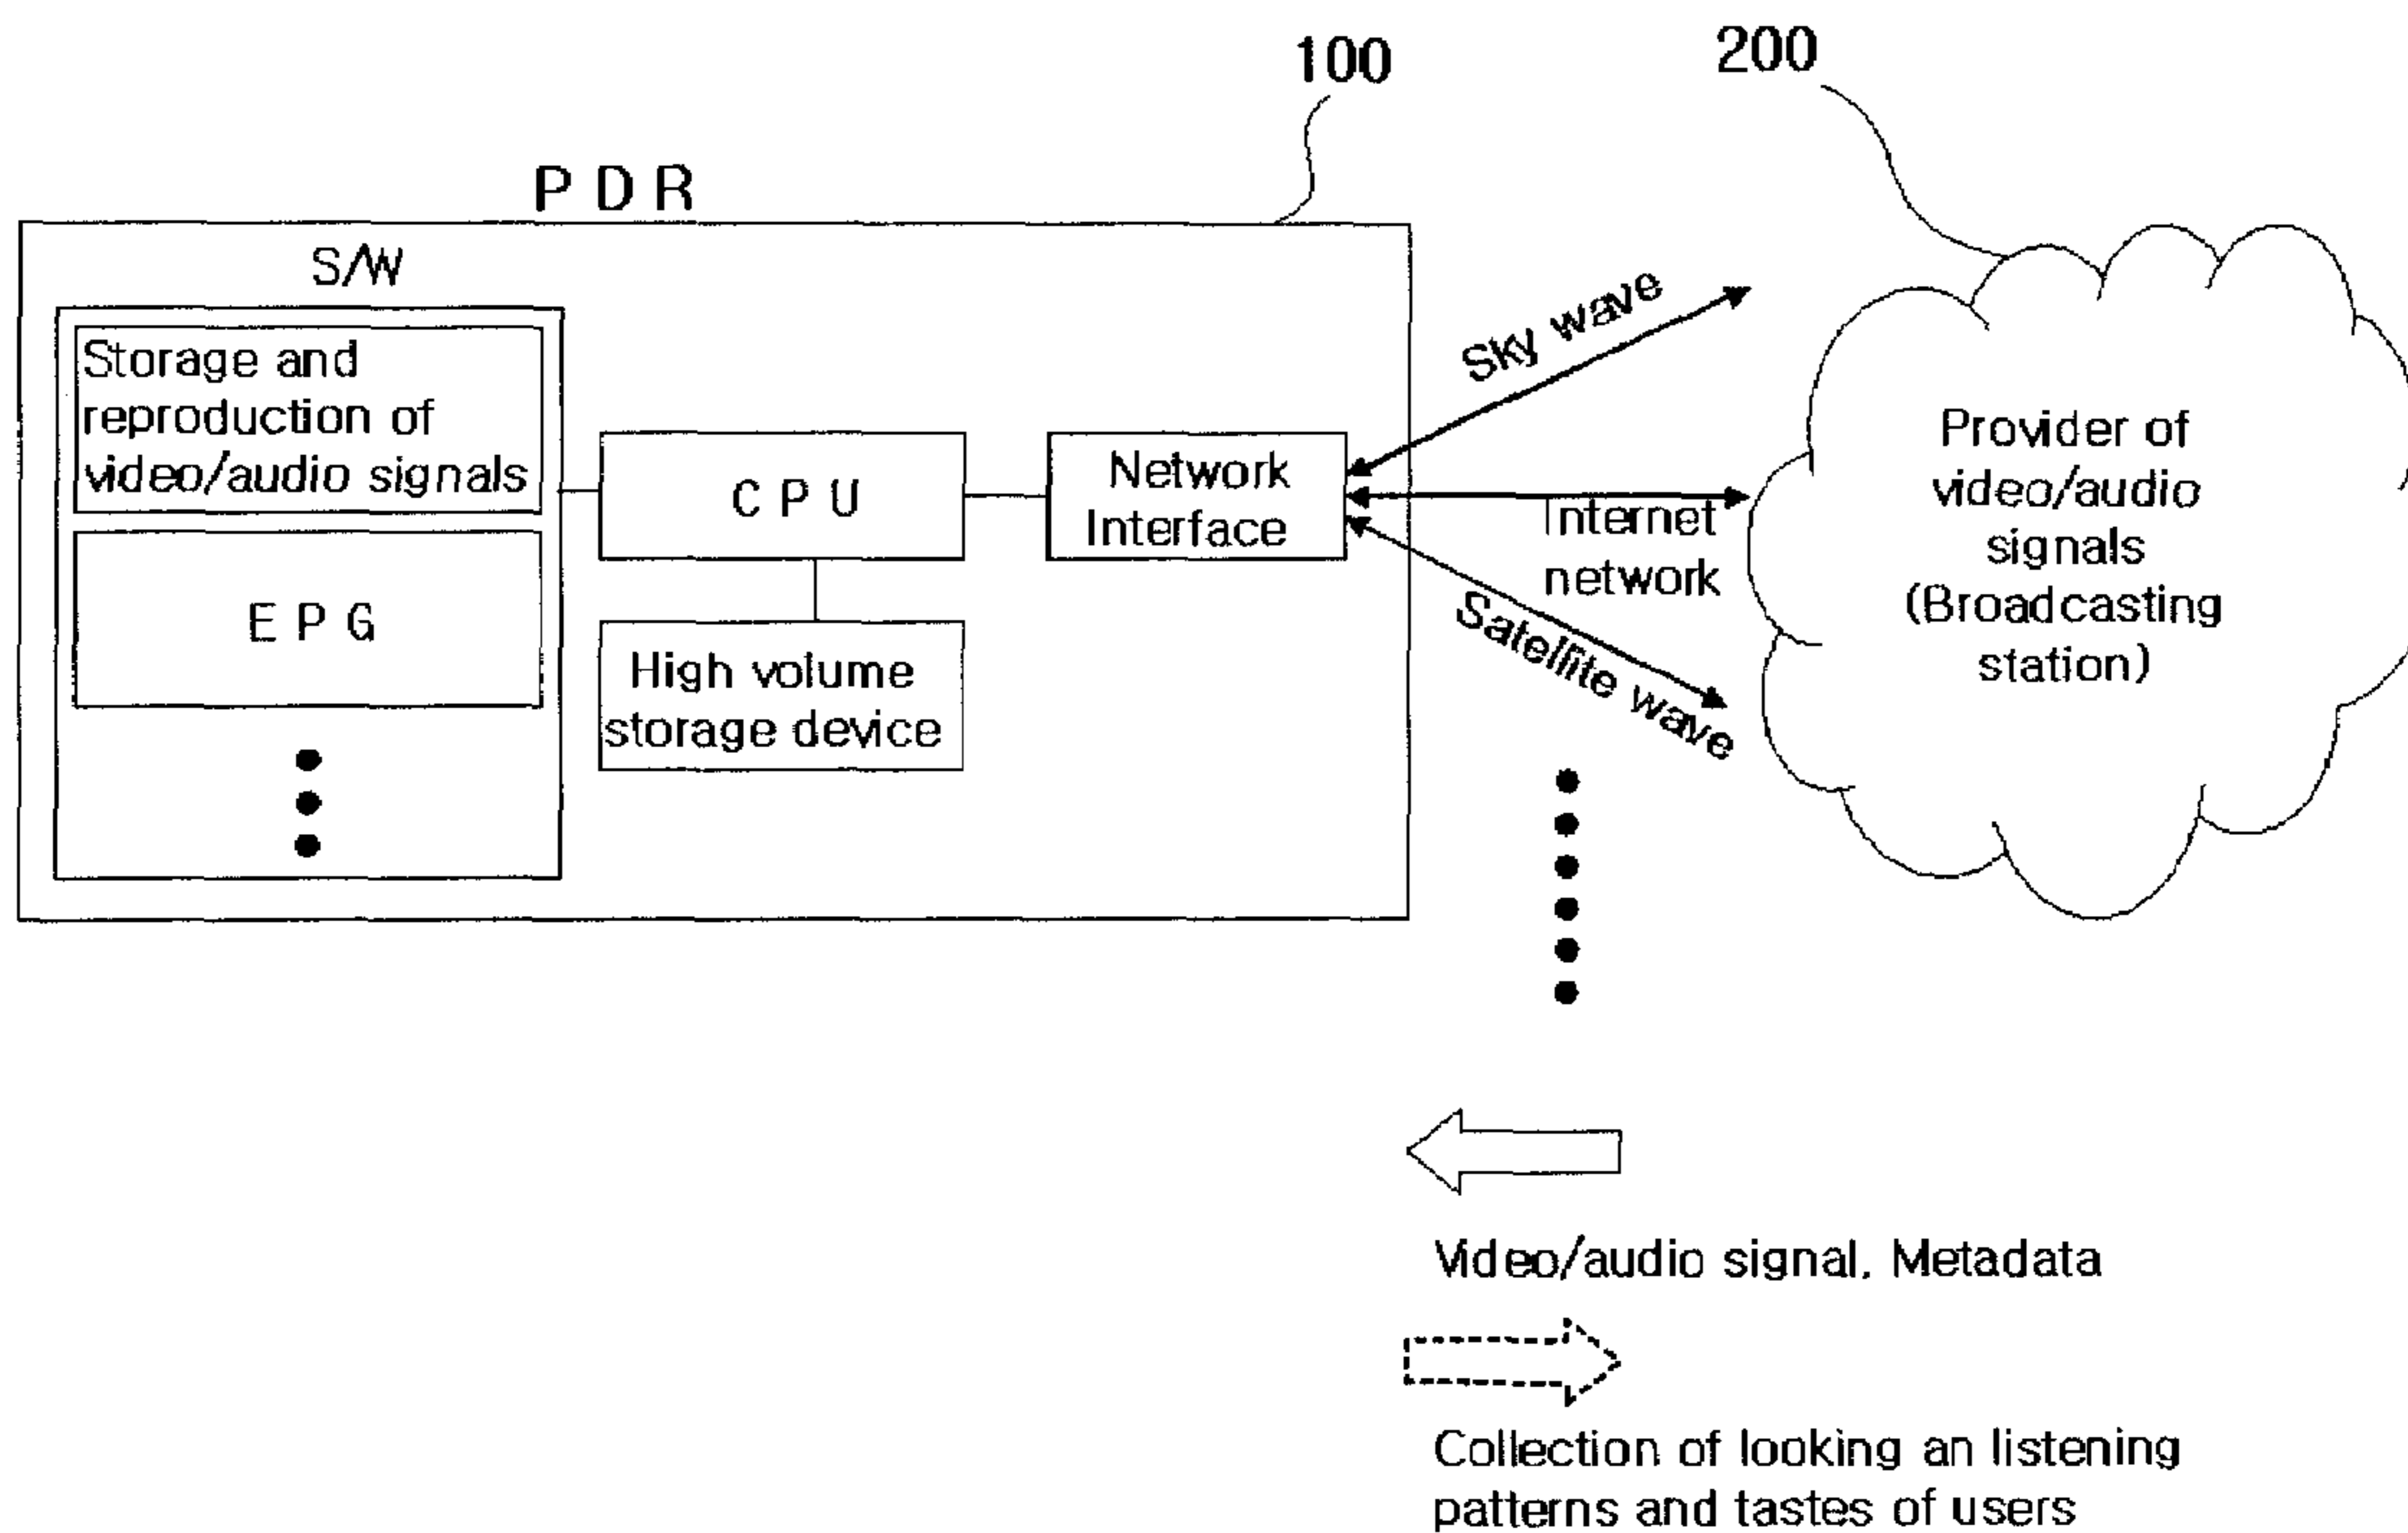 100
200
P D R
S/W
Storage and
reproduction of
video/audio signals
E P G
C P U
High volume
storage device
Network
Interface
Sky wave
Internet
network
Satellite wave
Provider of
video/audio
signals
(Broadcasting
station)
Video/audio signal, Metadata
Collection of looking an listening
patterns and tastes of users